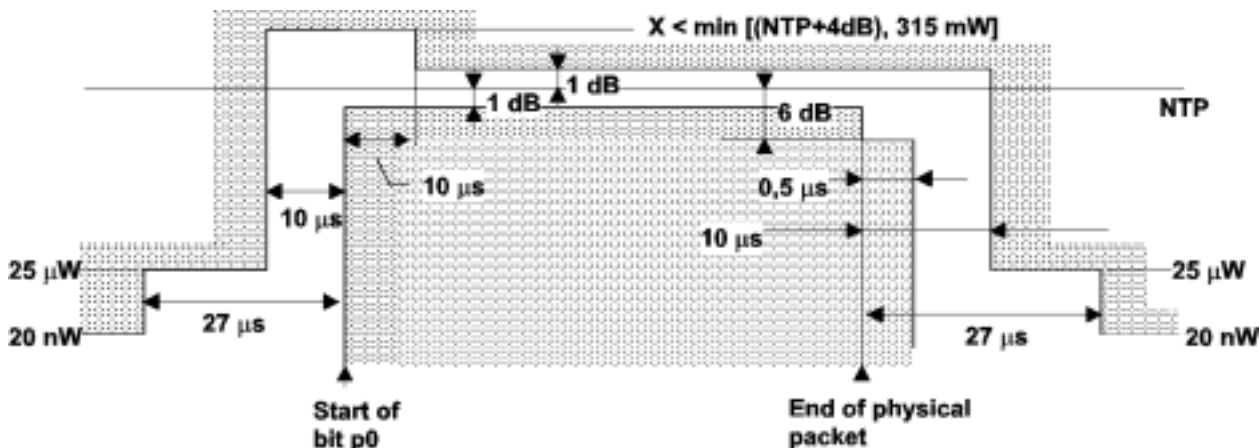 X < min [(NTP+4dB), 315 mW]
1 dB
1 dB
6 dB
NTP
10 μs
0,5 μs
10 μs
10 μs
25 μW
25 μW
27 μs
27 μs
20 nW
20 nW
Start of
bit p0
End of physical
packet